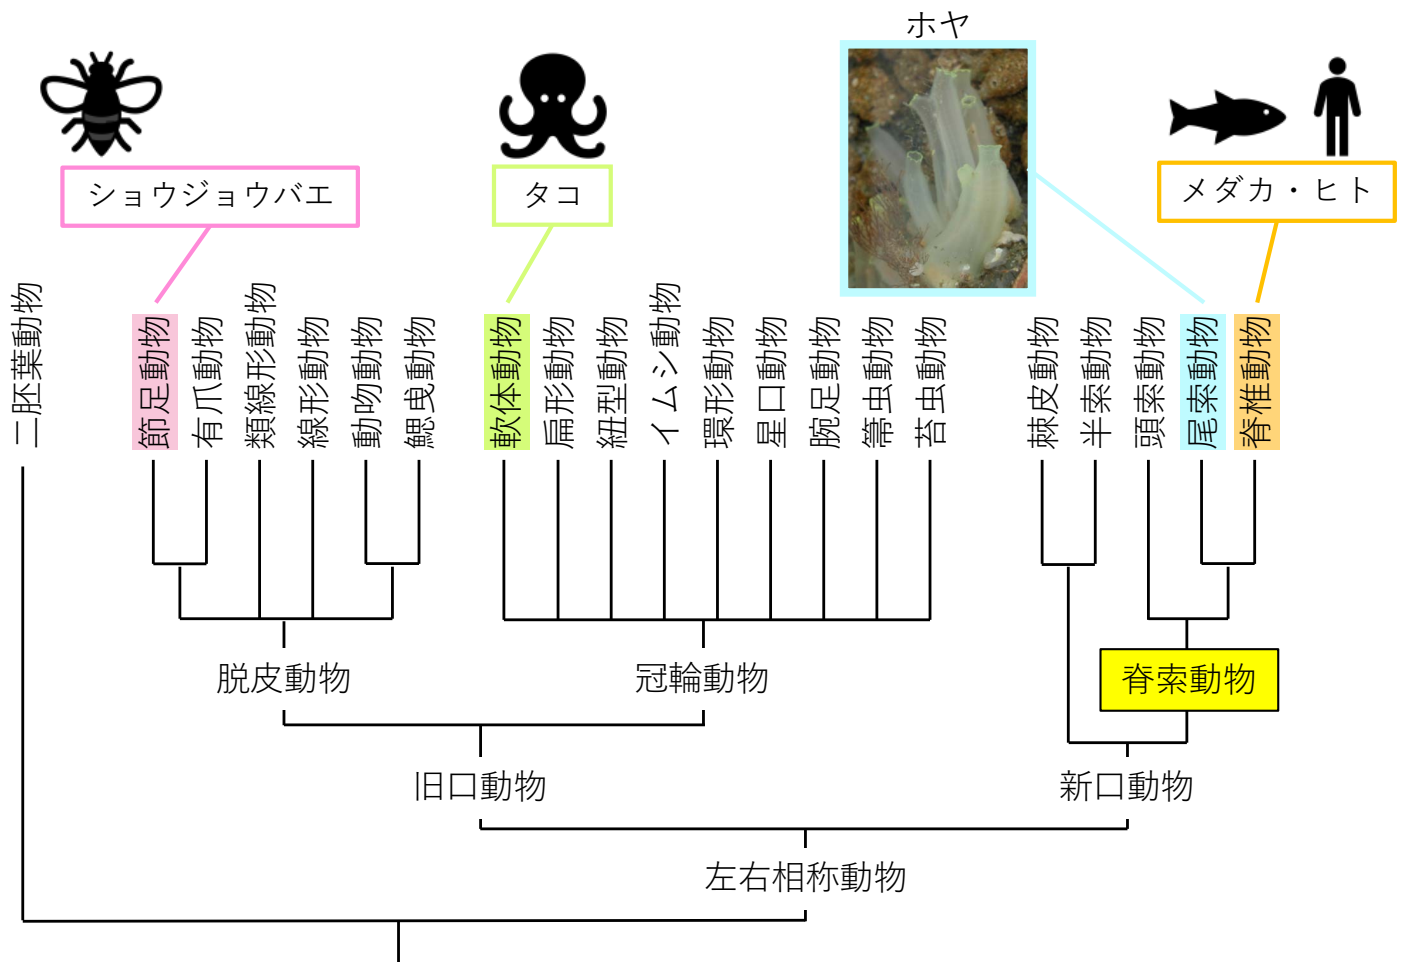 ホヤ
ショウジョウバエ
タコ
メダカ・ヒト
二胚葉動物
節足動物
有爪動物
類線形動物
線形動物
動吻動物
鰓曳動物
軟体動物
扁形動物
紐型動物
イムシ動物
環形動物
星口動物
腕足動物
箒虫動物
苔虫動物
棘皮動物
半索動物
頭索動物
尾索動物
脊椎動物
脱皮動物
冠輪動物
脊索動物
旧口動物
新口動物
左右相称動物